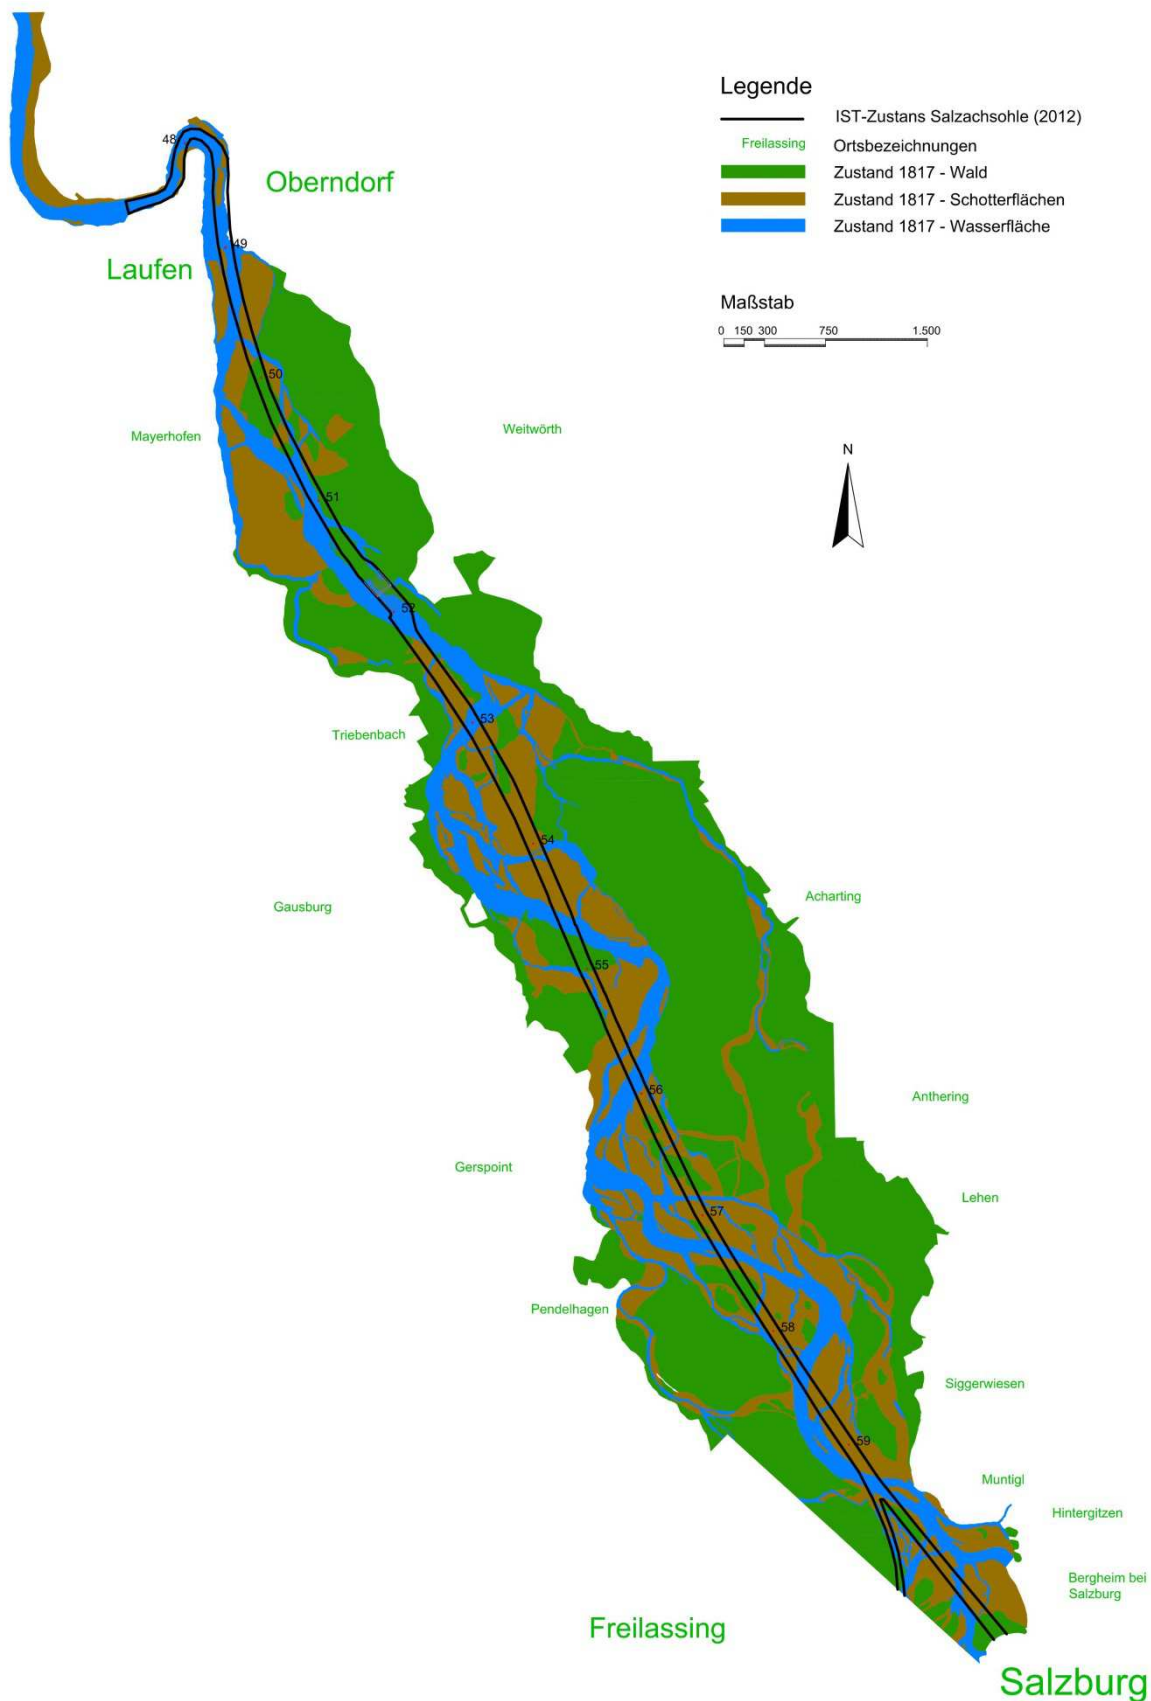 Legende
IST-Zustans Salzachsohle (2012)
Freilassing Ortsbezeichnungen
Zustand 1817 - Wald
Zustand 1817 - Schotterflächen
Zustand 1817 - Wasserfläche
Maßstab
0 150 300 750 1.500
N
48
Oberndorf
49
Laufen
50
Mayerhofen
Weitwörth
51
52
53
Triebenbach
54
Acharting
Gausburg
55
56
Anthering
Gerspoint
Lehen
57
Pendelhagen
58
Siggerwiesen
59
Muntigl
Hintergitzen
Bergheim bei
Salzburg
Freilassing
Salzburg